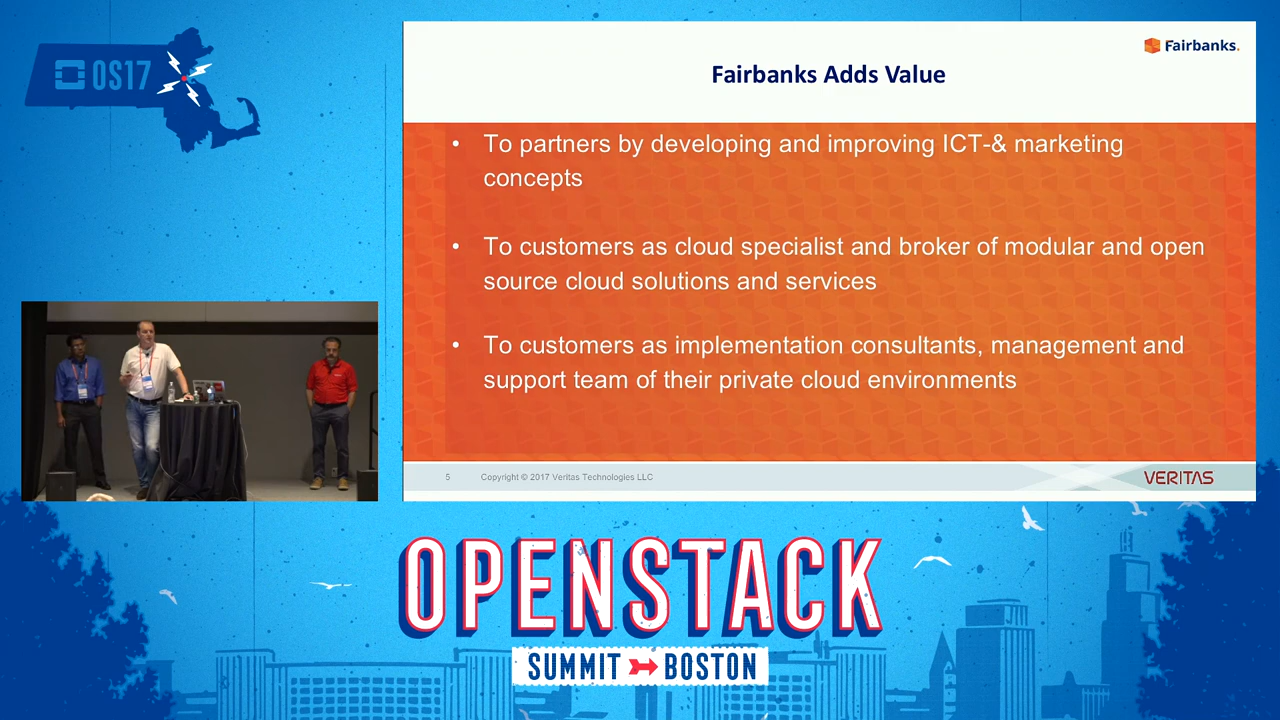 OS17
Fairbanks.
Fairbanks Adds Value
• To partners by developing and improving ICT-& marketing
concepts
• To customers as cloud specialist and broker of modular and open
source cloud solutions and services
• To customers as implementation consultants, management and
support team of their private cloud environments
5 Copyright © 2017 Veritas Technologies LLC
VERITAS
OPENSTACK
SUMMIT BOSTON